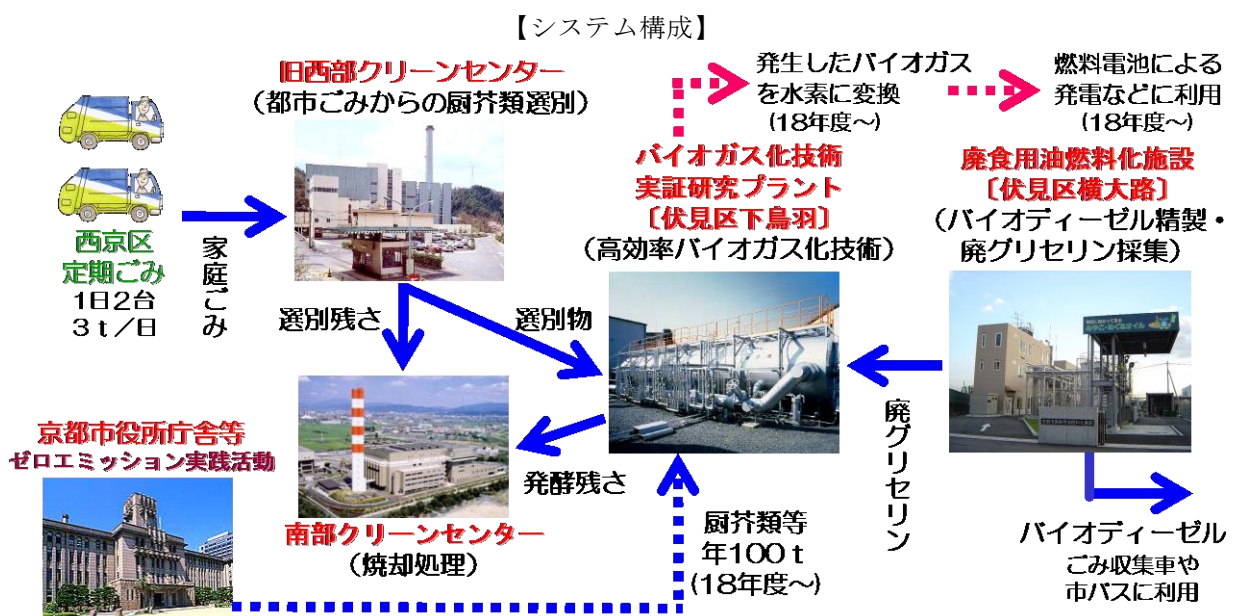 【システム構成】
旧西部クリーンセンター
（都市ごみからの厨芥類選別）
発生したバイオガス
を水素に変換
(18年度～)
燃料電池による
発電などに利用
(18年度～)
バイオガス化技術
実証研究プラント
〔伏見区下鳥羽〕
（高効率バイオガス化技術）
廃食用油燃料化施設
〔伏見区横大路〕
（バイオディーゼル精製・
廃グリセリン採集）
西京区
定期ごみ
1日2台
3ｔ／日
家庭ごみ
選別残さ
選別物
廃グリセリン
京都市役所庁舎等
ゼロエミッション実践活動
発酵残さ
南部クリーンセンター
（焼却処理）
厨芥類等
年100ｔ
(18年度～)
バイオディーゼル
ごみ収集車や
市バスに利用